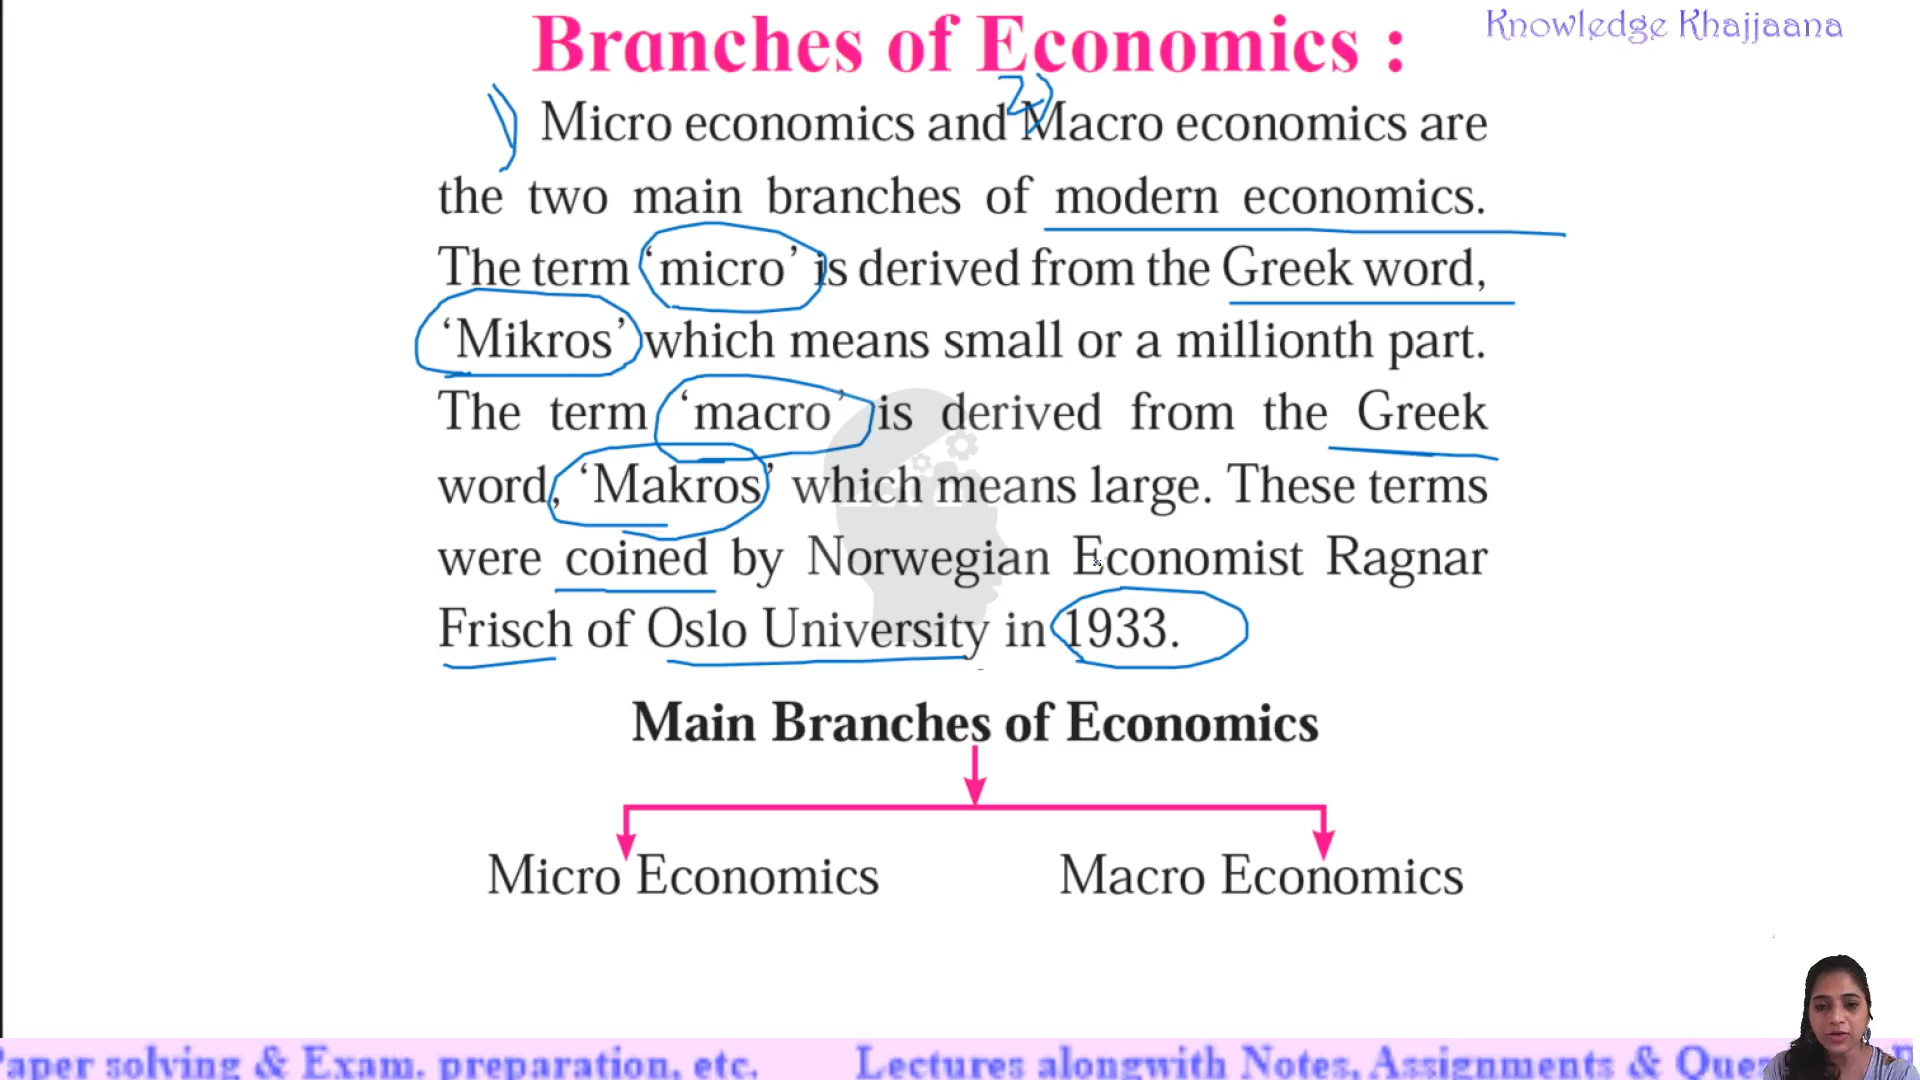 Branches of Economics :
Knowledge Khajjaana
1) Micro economics and 2) Macro economics are
the two main branches of modern economics.
The term ‘micro’ is derived from the Greek word,
‘Mikros’ which means small or a millionth part.
The term ‘macro’ is derived from the Greek
word, ‘Makros’ which means large. These terms
were coined by Norwegian Economist Ragnar
Frisch of Oslo University in 1933.
Main Branches of Economics
Micro Economics Macro Economics
Paper solving & Exam. preparation, etc. Lectures alongwith Notes, Assignments &